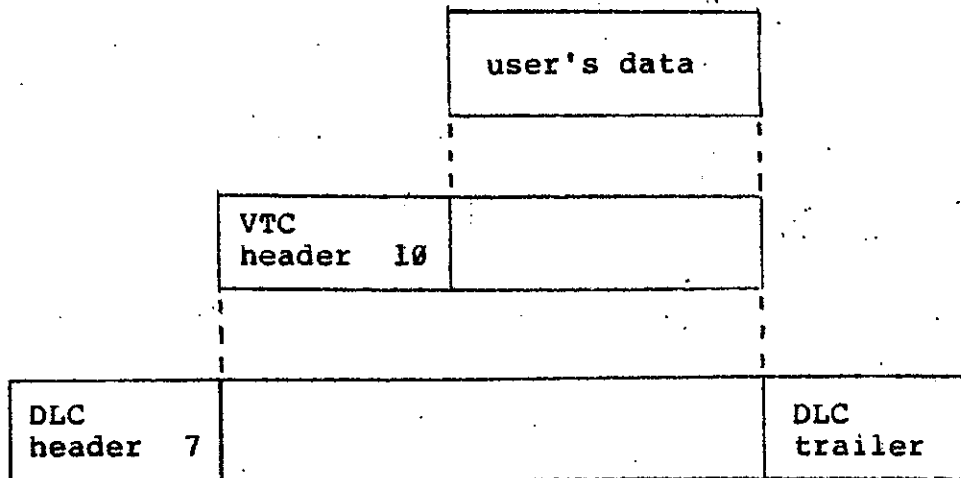 user's data
VTC
header 10
DLC
header 7
DLC
trailer